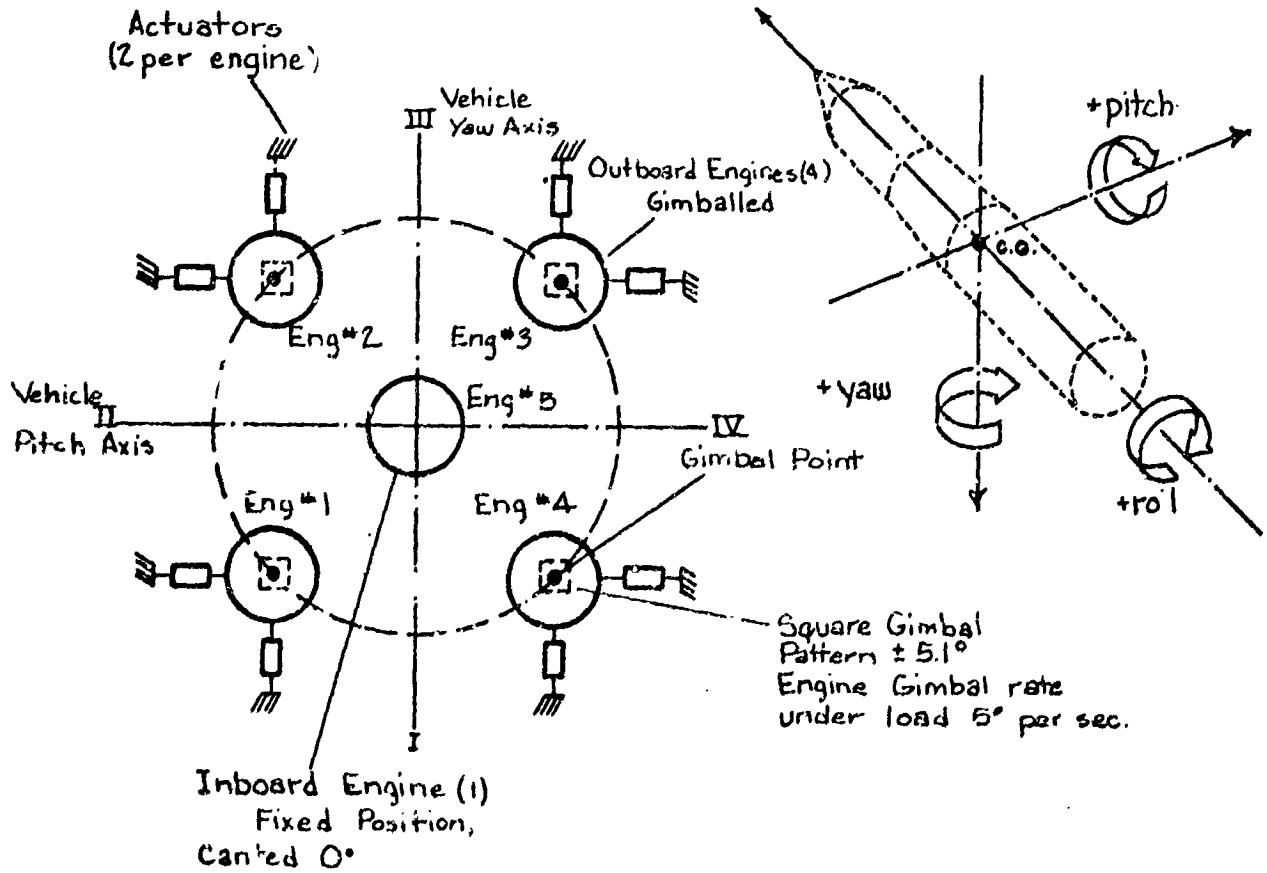 Actuators
(2 per engine)
III
Vehicle
Yaw Axis
Outboard Engines(4)
Gimballed
Eng#2
Eng#3
Vehicle
II
Pitch Axis
Eng#5
IV
Gimbal Point
Eng#1
Eng#4
Square Gimbal
Pattern ± 5.1°
Engine Gimbal rate
under load 5° per sec.
I
Inboard Engine (1)
Fixed Position,
Canted 0°
+pitch
c.g.
+yaw
+roll